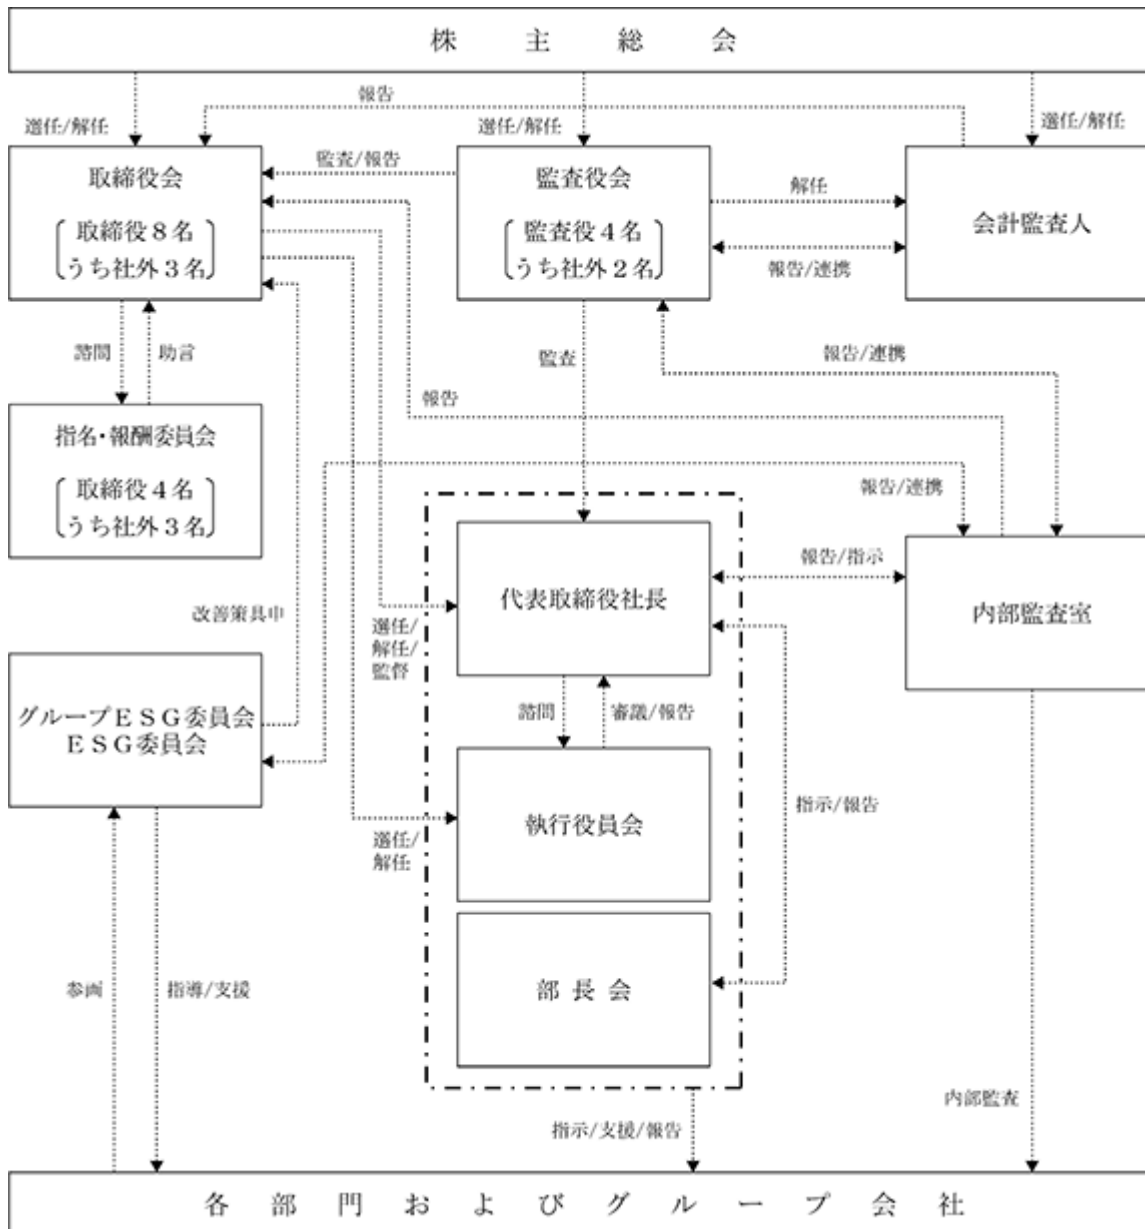 株主総会
報告
選任/解任
選任/解任
選任/解任
取締役会
取締役8名
うち社外3名
監査/報告
監査役会
監査役4名
うち社外2名
解任
報告/連携
会計監査人
諮問
助言
監査
報告/連携
報告
指名・報酬委員会
取締役4名
うち社外3名
報告/連携
代表取締役社長
報告/指示
内部監査室
改善策具申
選任/
解任/
監督
グループESG委員会
ESG委員会
諮問
審議/報告
執行役員会
指示/報告
選任/
解任
部長会
参画
指導/支援
内部監査
指示/支援/報告
各部門およびグループ会社